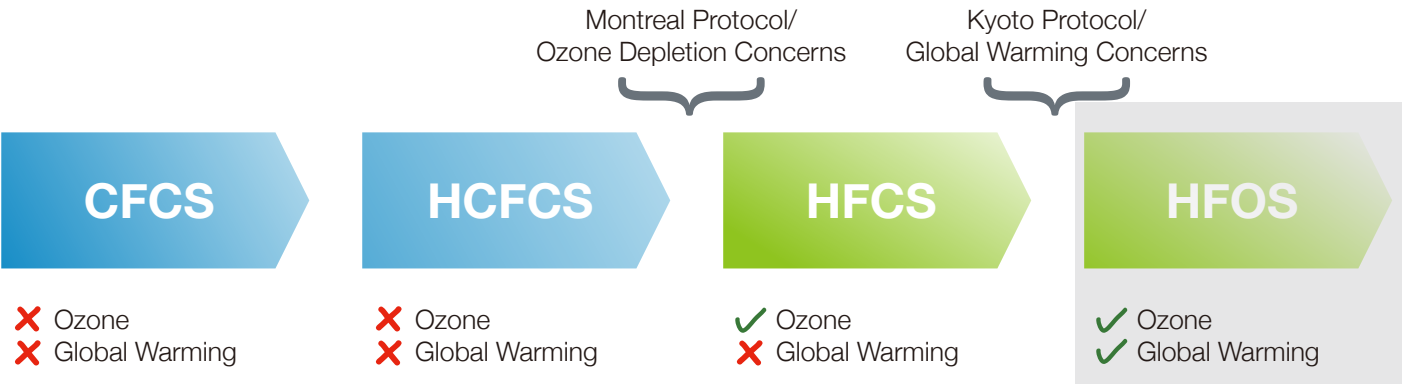 Montreal Protocol/
Ozone Depletion Concerns
Kyoto Protocol/
Global Warming Concerns
CFCS
HCFCS
HFCS
HFOS
Ozone
Global Warming
Ozone
Global Warming
Ozone
Global Warming
Ozone
Global Warming